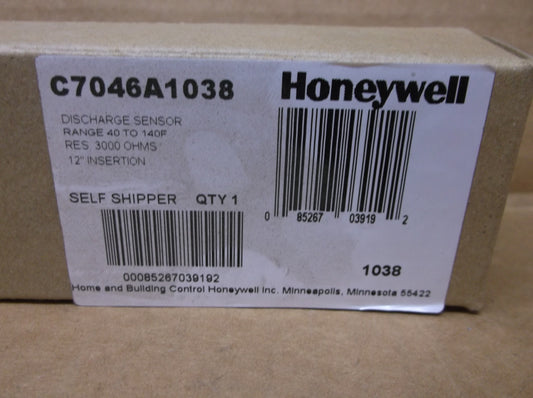 C7046A1038
Honeywell
DISCHARGE SENSOR
RANGE 40 TO 140F
RES. 3000 OHMS
12" INSERTION
SELF SHIPPER QTY 1
0 85267 03919 2
00085267039192
1038
Home and Building Control Honeywell Inc. Minneapolis, Minnesota 55422